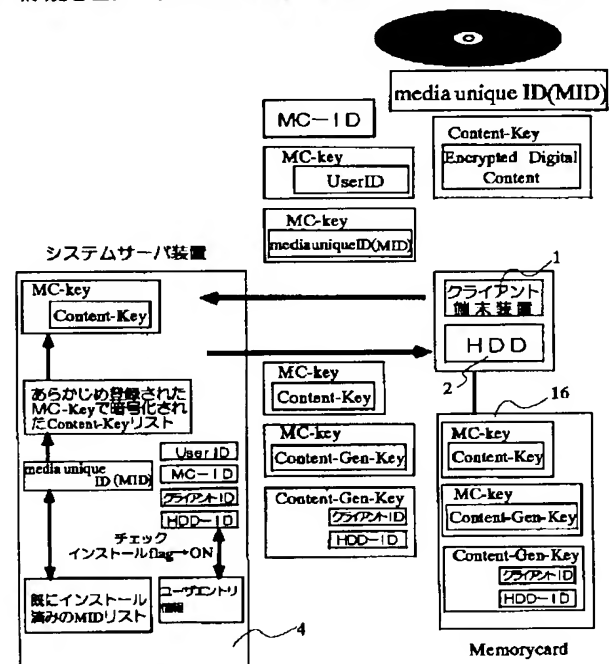 media unique ID(MID)
MC-ID
Content-Key
Encrypted Digital
Content
MC-key
UserID
MC-key
mediauniqueID(MID)
システムサーバ装置
MC-key
Content-Key
あらかじめ登録された
MC-Keyで暗号化され
たContent-Keyリスト
media unique
ID (MID)
User ID
MC-ID
クライアントID
HDD-ID
チェック
インストールflag→ON
既にインストール
済みのMIDリスト
ユーザエントリ
情報
4
1
クライアント
端末装置
HDD
2
16
MC-key
Content-Key
MC-key
Content-Gen-Key
Content-Gen-Key
クライアントID
HDD-ID
MC-key
Content-Key
MC-key
Content-Gen-Key
Content-Gen-Key
クライアントID
HDD-ID
Memorycard